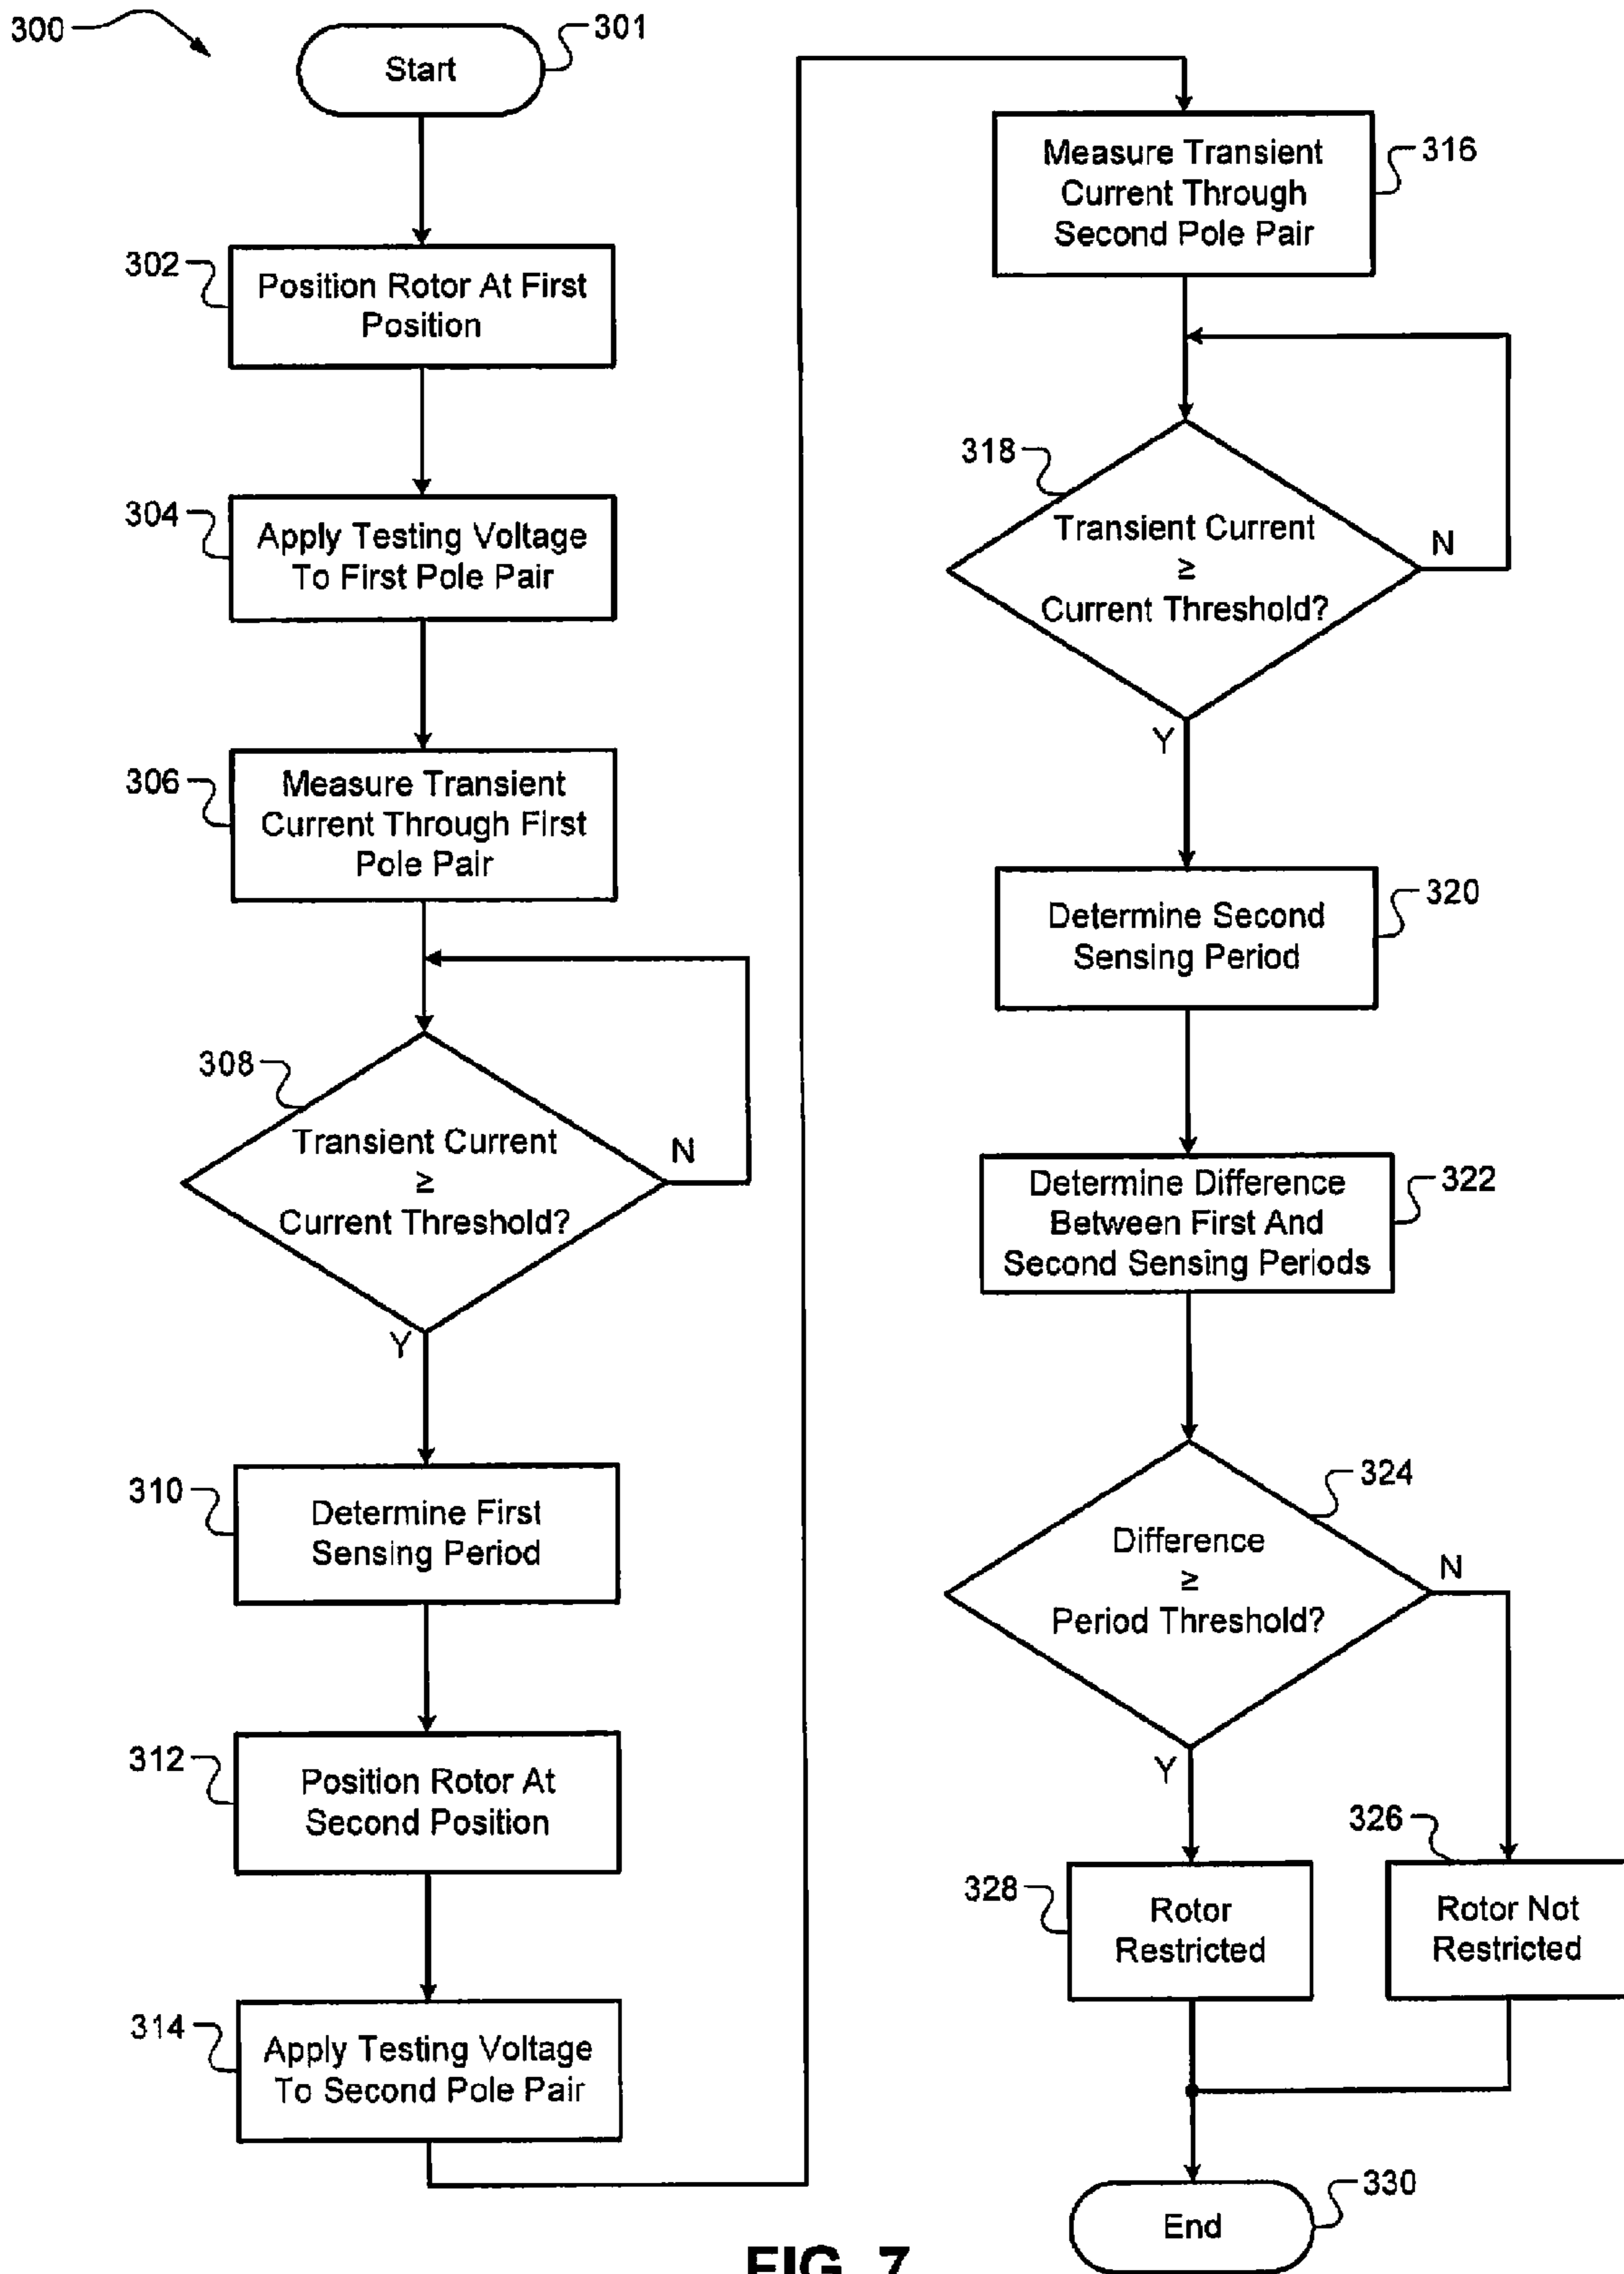 300
301
Start
302
Position Rotor At First
Position
304
Apply Testing Voltage
To First Pole Pair
306
Measure Transient
Current Through First
Pole Pair
308
Transient Current
≥
Current Threshold?
N
Y
310
Determine First
Sensing Period
312
Position Rotor At
Second Position
314
Apply Testing Voltage
To Second Pole Pair
316
Measure Transient
Current Through
Second Pole Pair
318
Transient Current
≥
Current Threshold?
N
Y
320
Determine Second
Sensing Period
322
Determine Difference
Between First And
Second Sensing Periods
324
Difference
≥
Period Threshold?
N
Y
326
Rotor Not
Restricted
328
Rotor
Restricted
330
End
FIG. 7